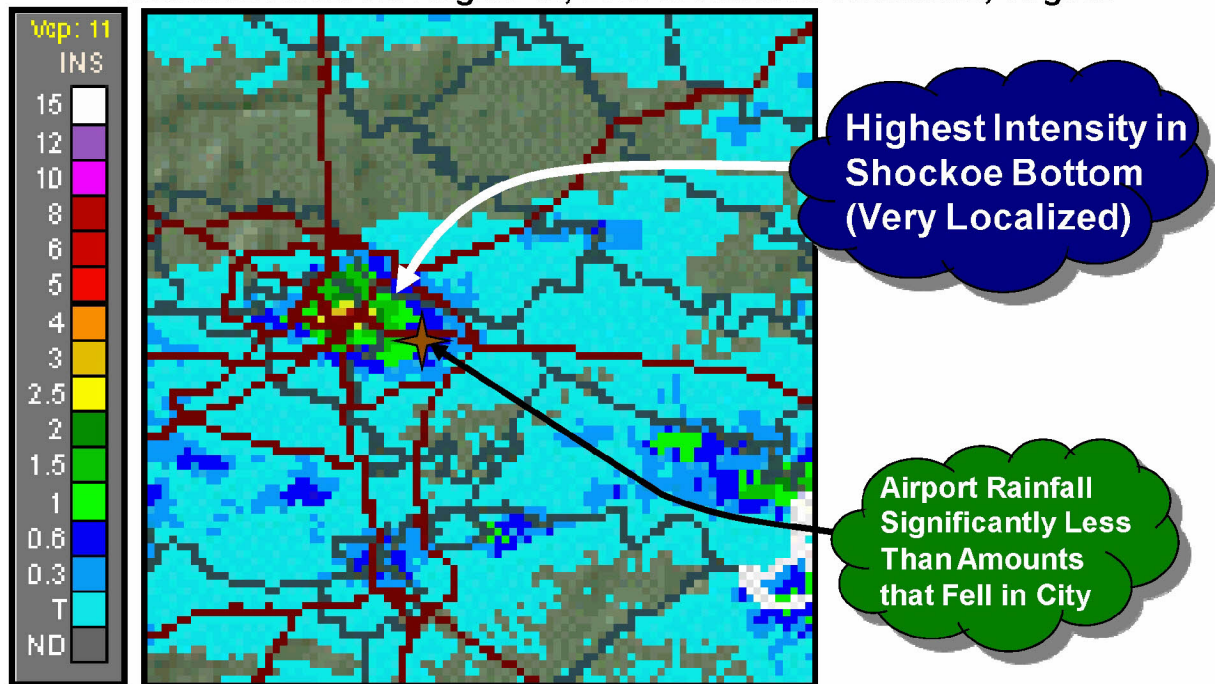 Vcp: 11
INS
15
12
10
8
6
5
4
3
2.5
2
1.5
1
0.6
0.3
T
ND
Highest Intensity in
Shockoe Bottom
(Very Localized)
Airport Rainfall
Significantly Less
Than Amounts
that Fell in City